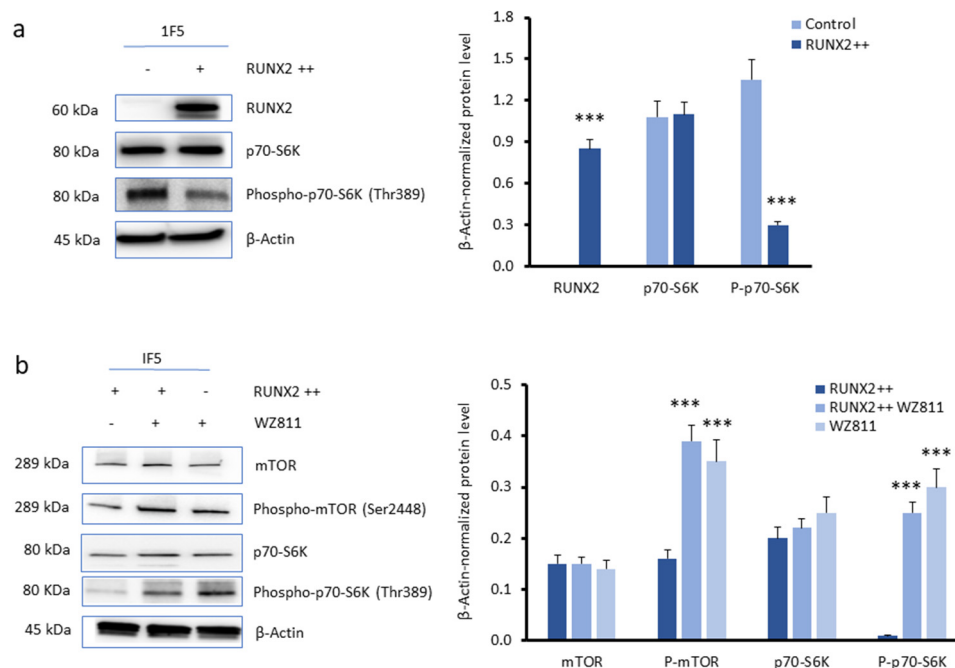 a
1F5
- + RUNX2 ++
60 kDa RUNX2
80 kDa p70-S6K
80 kDa Phospho-p70-S6K (Thr389)
45 kDa β-Actin
β-Actin-normalized protein level
1.8
1.5
1.2
0.9
0.6
0.3
0.0
Control
RUNX2++
***
***
RUNX2 p70-S6K P-p70-S6K
b
IF5
+ + - RUNX2 ++
- + + WZ811
289 kDa mTOR
289 kDa Phospho-mTOR (Ser2448)
80 kDa p70-S6K
80 KDa Phospho-p70-S6K (Thr389)
45 kDa β-Actin
β-Actin-normalized protein level
0.5
0.4
0.3
0.2
0.1
0.0
RUNX2++
RUNX2++ WZ811
WZ811
***
***
***
***
mTOR P-mTOR p70-S6K P-p70-S6K